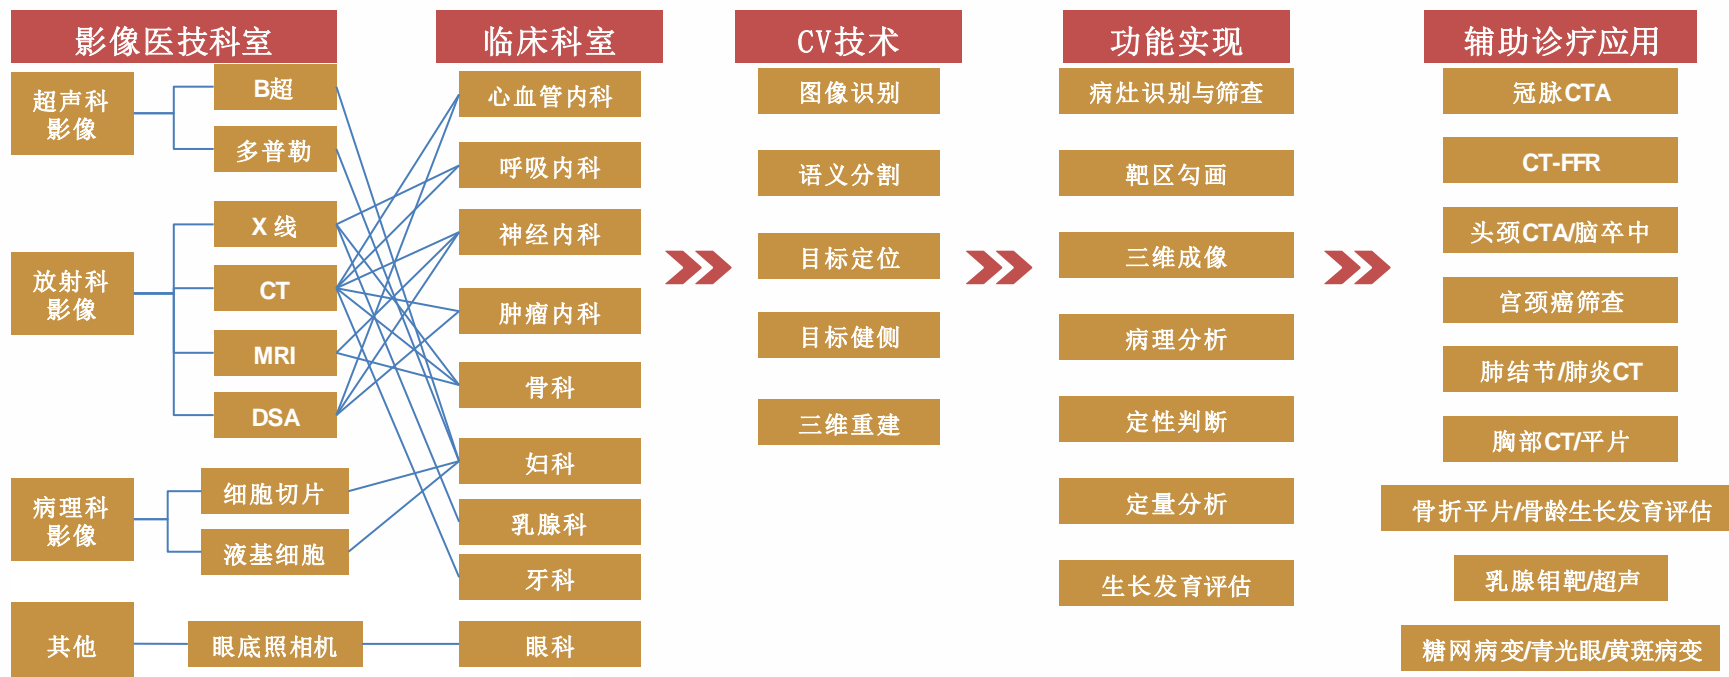 影像医技科室
临床科室
CV技术
功能实现
辅助诊疗应用
超声科
影像
B超
多普勒
放射科
影像
X 线
CT
MRI
DSA
病理科
影像
细胞切片
液基细胞
其他
眼底照相机
心血管内科
呼吸内科
神经内科
肿瘤内科
骨科
妇科
乳腺科
牙科
眼科
图像识别
语义分割
目标定位
目标健侧
三维重建
病灶识别与筛查
靶区勾画
三维成像
病理分析
定性判断
定量分析
生长发育评估
冠脉CTA
CT-FFR
头颈CTA/脑卒中
宫颈癌筛查
肺结节/肺炎CT
胸部CT/平片
骨折平片/骨龄生长发育评估
乳腺钼靶/超声
糖网病变/青光眼/黄斑病变